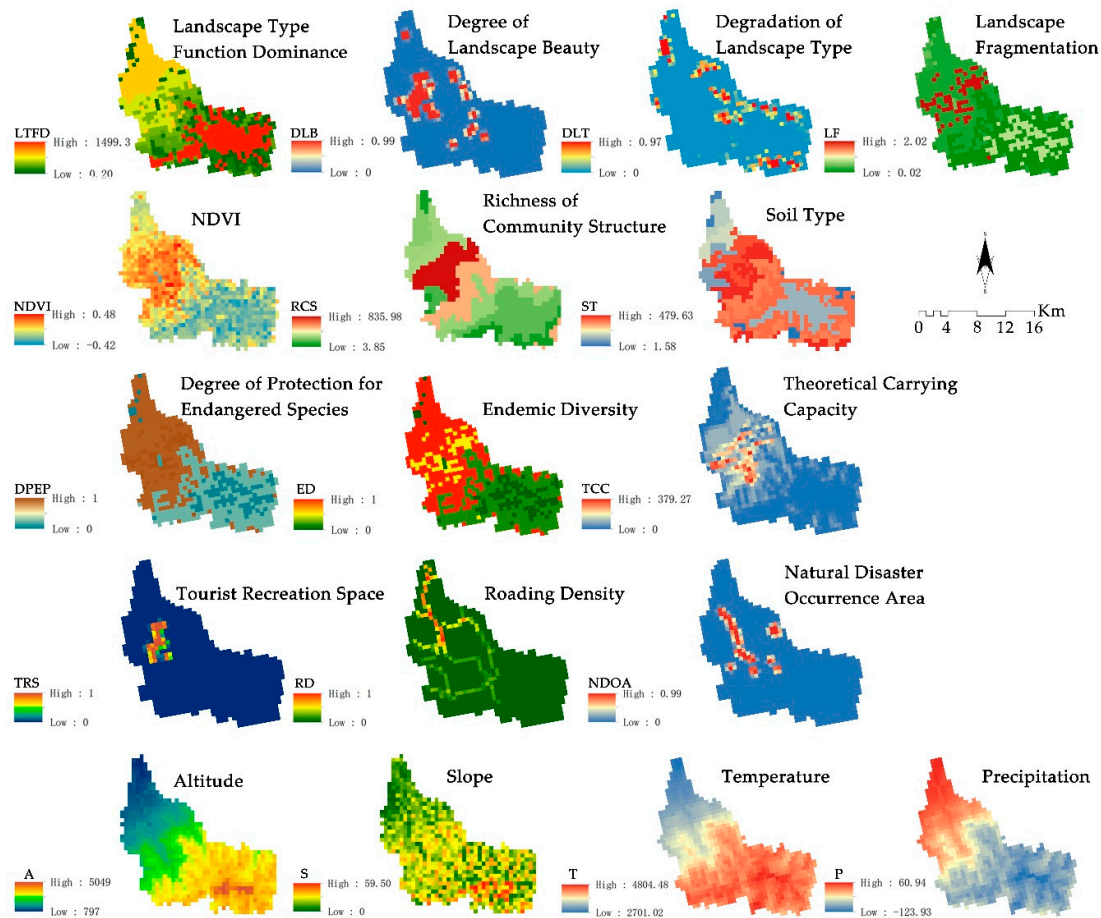 Landscape Type
Function Dominance
LTFD
High : 1499.3
Low : 0.20
Degree of
Landscape Beauty
DLB
High : 0.99
Low : 0
Degradation of
Landscape Type
DLT
High : 0.97
Low : 0
Landscape
Fragmentation
LF
High : 2.02
Low : 0.02
NDVI
NDVI
High : 0.48
Low : -0.42
Richness of
Community Structure
RCS
High : 835.98
Low : 3.85
Soil Type
ST
High : 479.63
Low : 1.58
N
Km
0 2 4 8 12 16
Degree of Protection for
Endangered Species
DPEP
High : 1
Low : 0
Endemic Diversity
ED
High : 1
Low : 0
Theoretical Carrying
Capacity
TCC
High : 379.27
Low : 0
Tourist Recreation Space
TRS
High : 1
Low : 0
Roading Density
RD
High : 1
Low : 0
Natural Disaster
Occurrence Area
NDOA
High : 0.99
Low : 0
Altitude
A
High : 5049
Low : 797
Slope
S
High : 59.50
Low : 0
Temperature
T
High : 4804.48
Low : 2701.02
Precipitation
P
High : 60.94
Low : -123.93